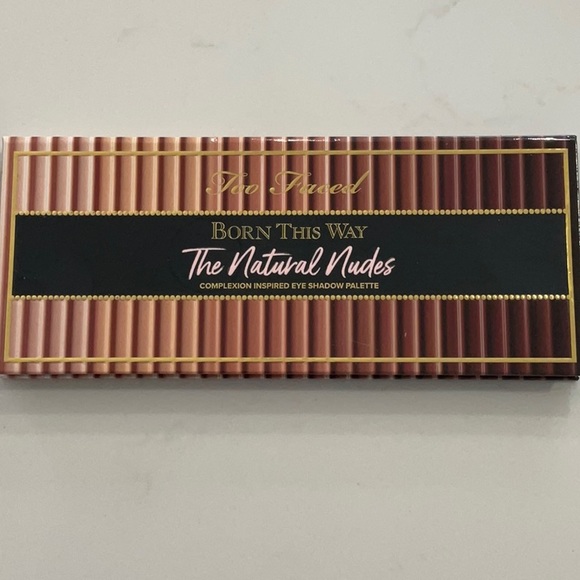 Too Faced
BORN THIS WAY
The Natural Nudes
COMPLEXION INSPIRED EYE SHADOW PALETTE